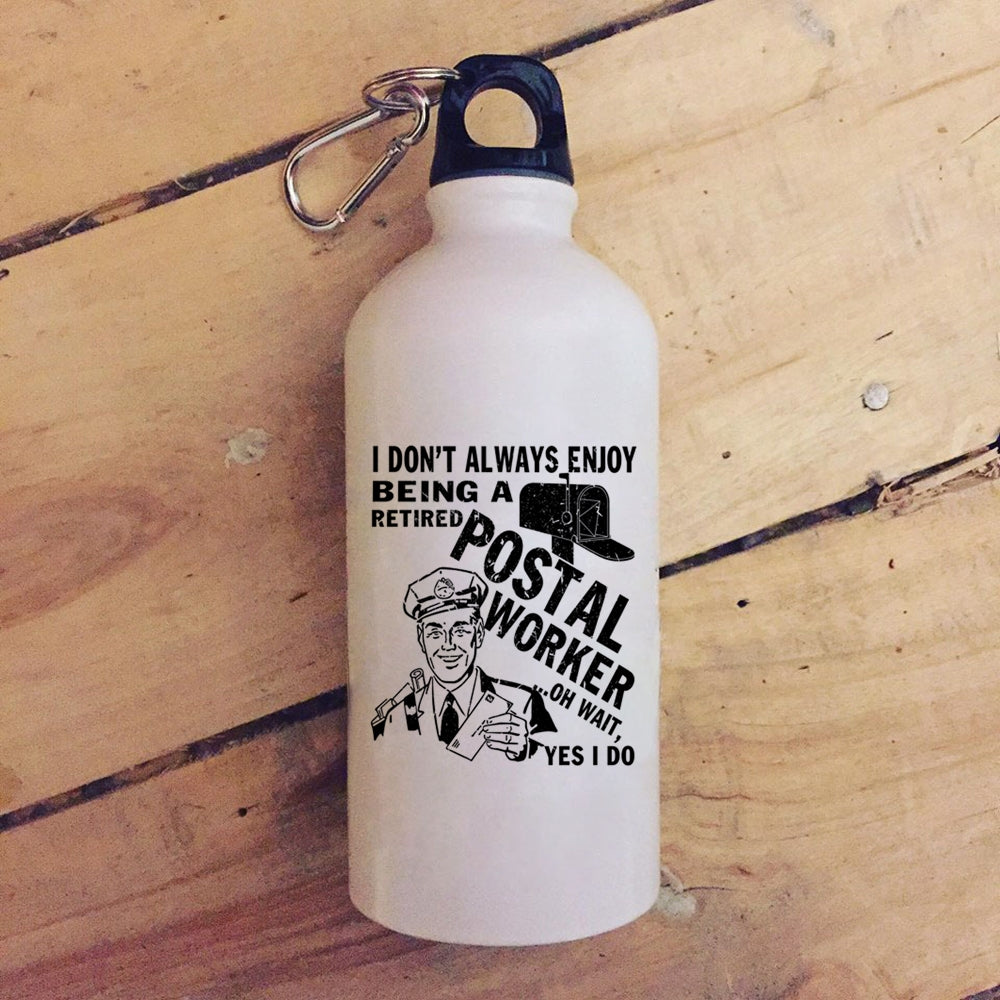 I DON'T ALWAYS ENJOY
BEING A
RETIRED
POSTAL
WORKER
...OH WAIT,
YES I DO